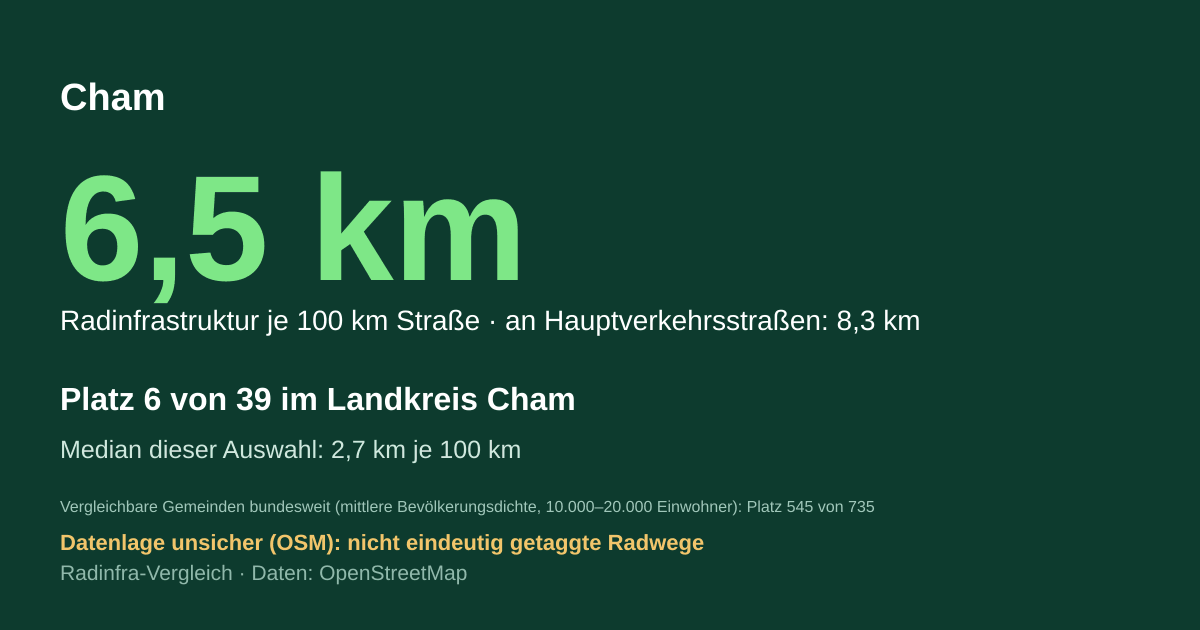 Cham
6,5 km
Radinfrastruktur je 100 km Straße · an Hauptverkehrsstraßen: 8,3 km
Platz 6 von 39 im Landkreis Cham
Median dieser Auswahl: 2,7 km je 100 km
Vergleichbare Gemeinden bundesweit (mittlere Bevölkerungsdichte, 10.000–20.000 Einwohner): Platz 545 von 735
Datenlage unsicher (OSM): nicht eindeutig getaggte Radwege
Radinfra-Vergleich · Daten: OpenStreetMap